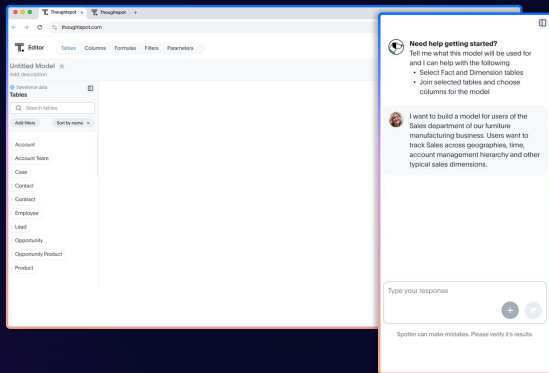 Thoughtspot × Thoughtspot +
thoughtspot.com
Editor Tables Columns Formulas Filters Parameters
Untitled Model
Add description
Salesforce data
Tables
Search tables
Add filters Sort by name
Account
Account Team
Case
Contact
Contract
Employee
Lead
Opportunity
Opportunity Product
Product
Need help getting started?
Tell me what this model will be used for
and I can help with the following
• Select Fact and Dimension tables
• Join selected tables and choose
columns for the model
I want to build a model for users of the
Sales department of our furniture
manufacturing business. Users want to
track Sales across geographies, time,
account management hierarchy and other
typical sales dimensions.
Type your response
Spotter can make mistakes. Please verify it's results.